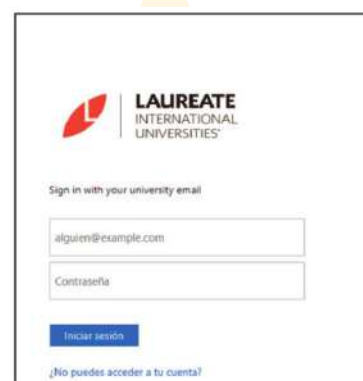 LAUREATE
INTERNATIONAL
UNIVERSITIES
Sign in with your university email
alguien@example.com
Contraseña
Iniciar sesión
¿No puedes acceder a tu cuenta?